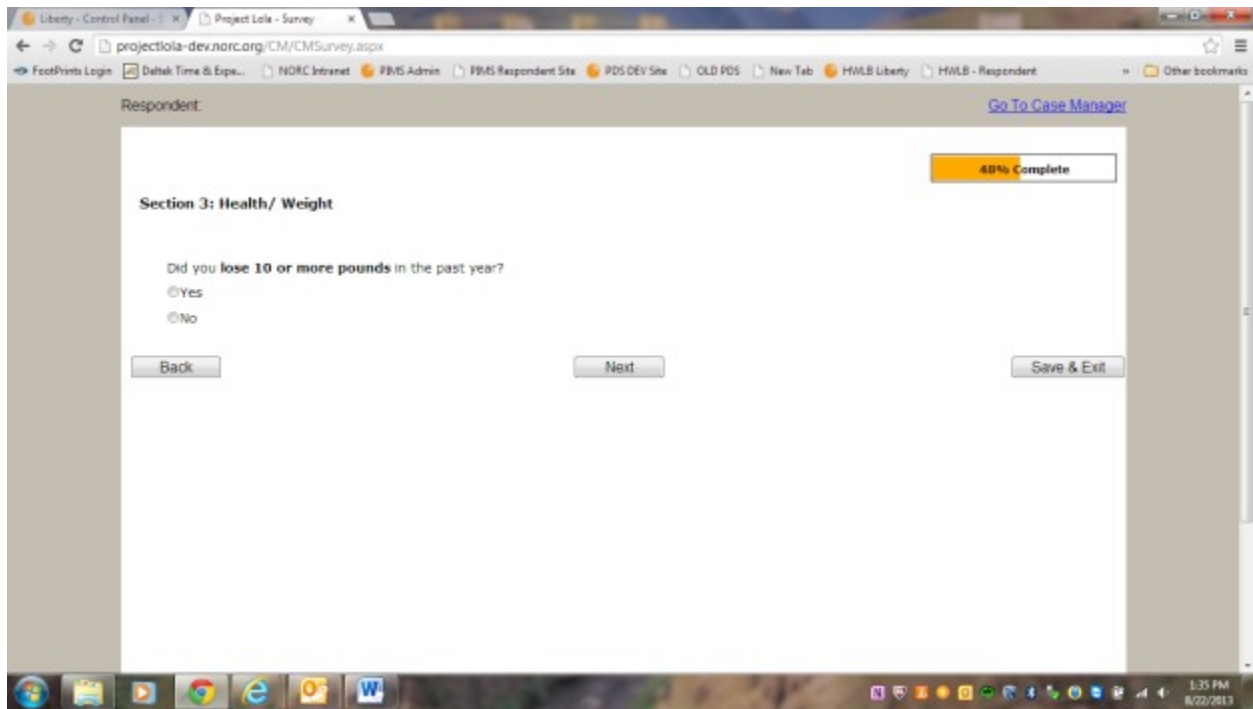 Liberty - Control Panel - S
Project Lola - Survey
projectlola-dev.norc.org/CM/CMSurvey.aspx
FootPrints Login
Deltek Time & Expe...
NORC Intranet
PIMS Admin
PIMS Respondent Site
PDS DEV Site
OLD PDS
New Tab
HWLB Liberty
HWLB - Respondent
»
Other bookmarks
Respondent:
Go To Case Manager
48% Complete
Section 3: Health/ Weight
Did you lose 10 or more pounds in the past year?
Yes
No
Back
Next
Save & Exit
1:35 PM
8/22/2013